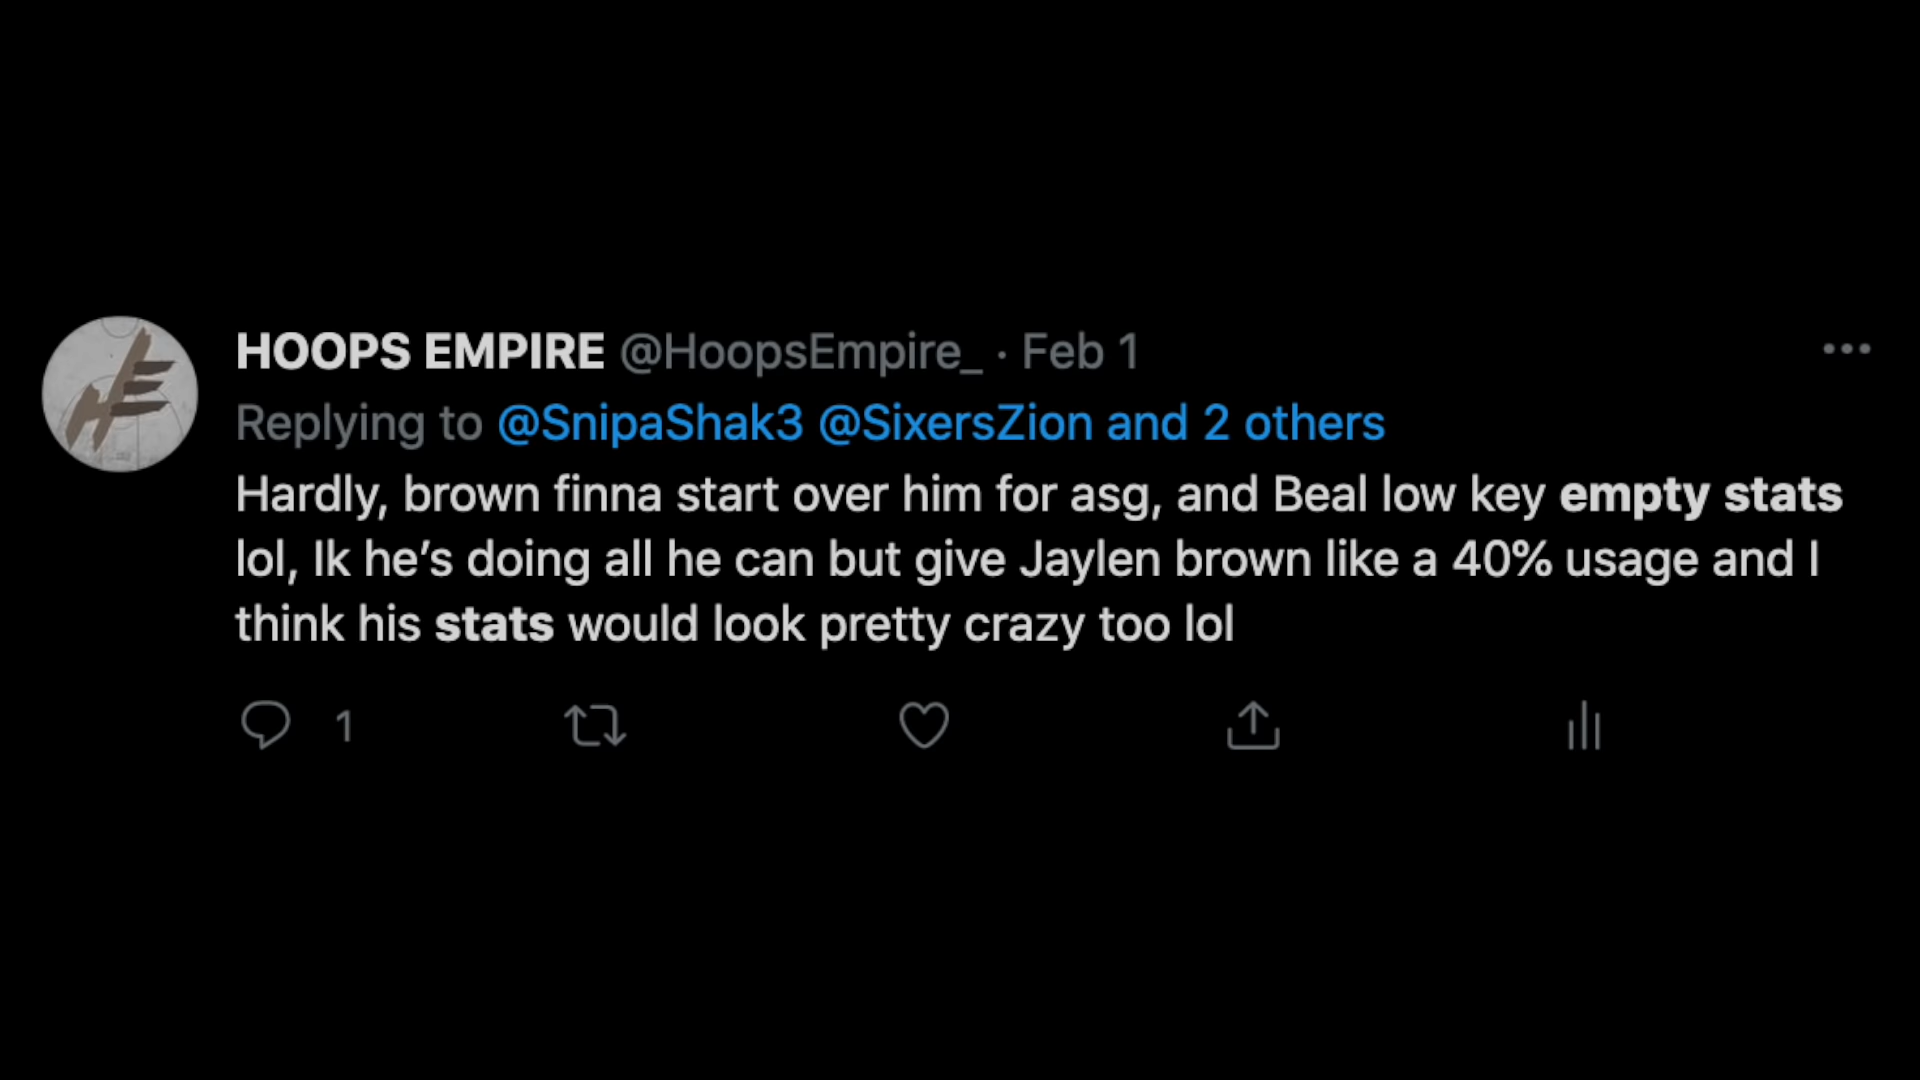 HOOPS EMPIRE @HoopsEmpire_ · Feb 1
Replying to @SnipaShak3 @SixersZion and 2 others
Hardly, brown finna start over him for asg, and Beal low key empty stats
lol, Ik he’s doing all he can but give Jaylen brown like a 40% usage and I
think his stats would look pretty crazy too lol
1